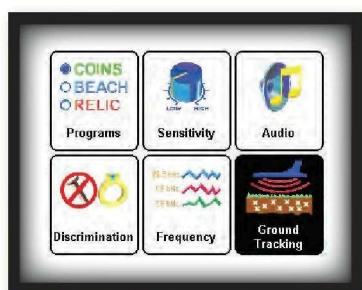 COINS
BEACH
RELIC
Programs
LOW HIGH
Sensitivity
Audio
Discrimination
Frequency
Ground
Tracking